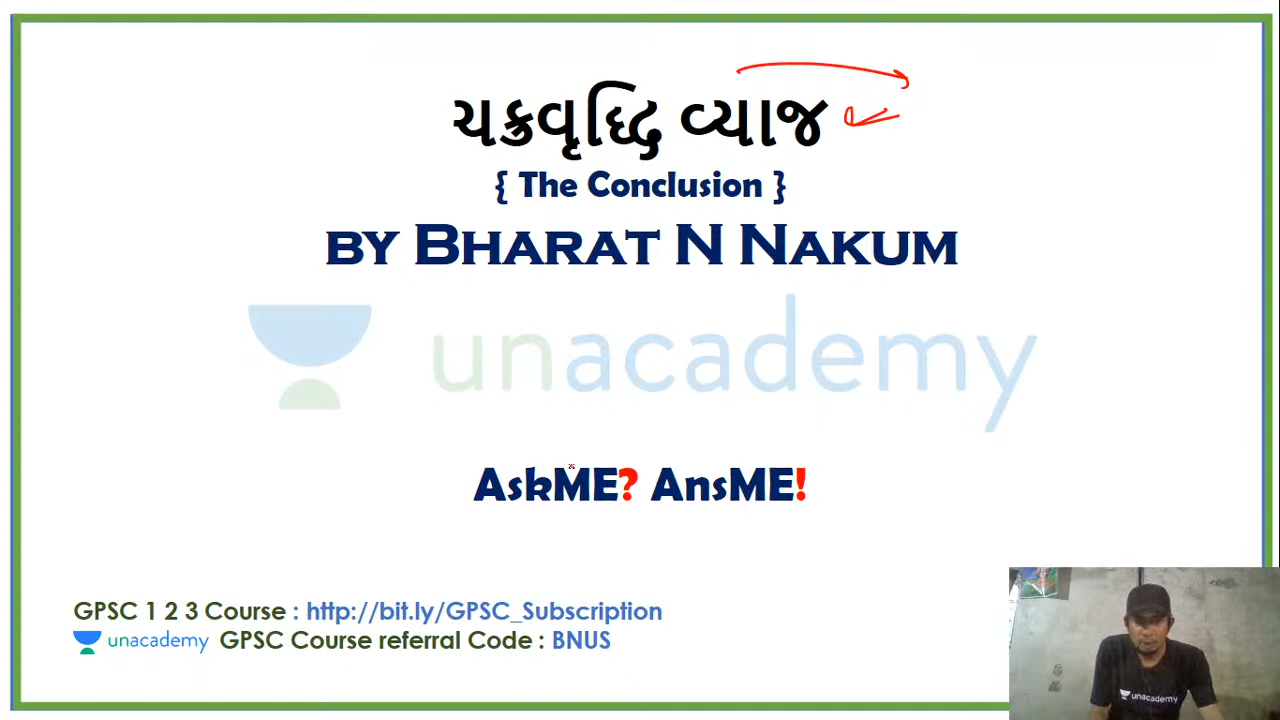 ચક્રવૃદ્ધિ વ્યાજ
{ The Conclusion }
BY BHARAT N NAKUM
unacademy
AskME? AnsME!
GPSC 1 2 3 Course : http://bit.ly/GPSC_Subscription
unacademy GPSC Course referral Code : BNUS
unacademy